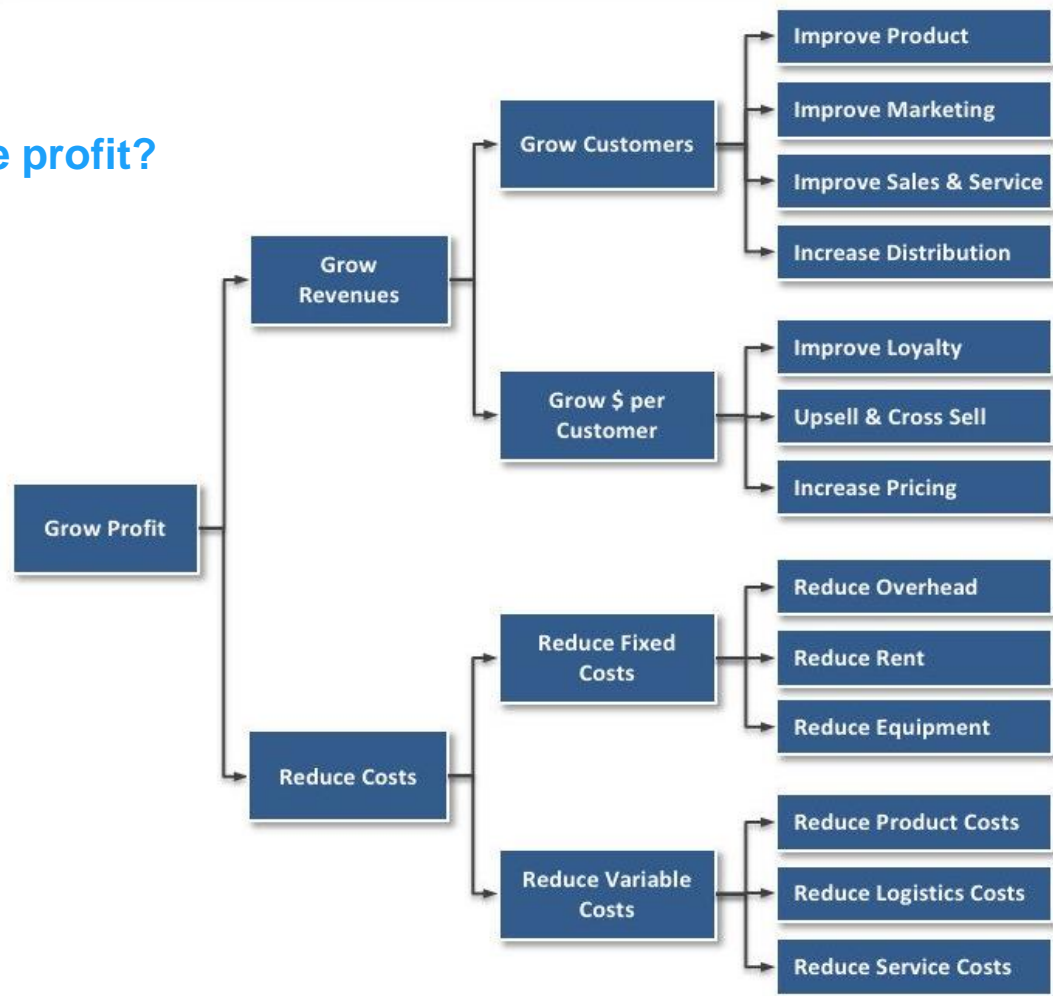 e profit?
Grow Profit
Grow
Revenues
Reduce Costs
Grow Customers
Grow $ per
Customer
Reduce Fixed
Costs
Reduce Variable
Costs
Improve Product
Improve Marketing
Improve Sales & Service
Increase Distribution
Improve Loyalty
Upsell & Cross Sell
Increase Pricing
Reduce Overhead
Reduce Rent
Reduce Equipment
Reduce Product Costs
Reduce Logistics Costs
Reduce Service Costs